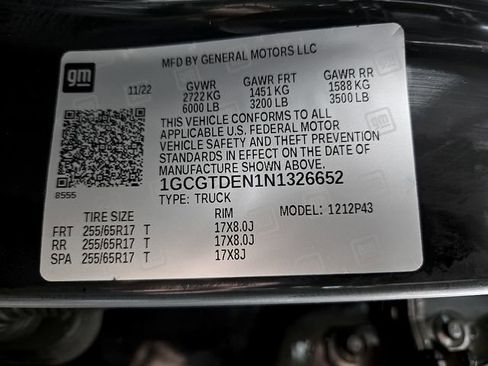 gm
MFD BY GENERAL MOTORS LLC
11/22 GVWR GAWR FRT GAWR RR
2722 KG 1451 KG 1588 KG
6000 LB 3200 LB 3500 LB
THIS VEHICLE CONFORMS TO ALL
APPLICABLE U.S. FEDERAL MOTOR
VEHICLE SAFETY AND THEFT PREVENTION
STANDARDS IN EFFECT ON THE DATE OF
MANUFACTURE SHOWN ABOVE.
8555 1GCGTDEN1N1326652
TYPE: TRUCK
TIRE SIZE RIM MODEL: 1212P43
FRT 255/65R17 T 17X8.0J
RR 255/65R17 T 17X8.0J
SPA 255/65R17 T 17X8J